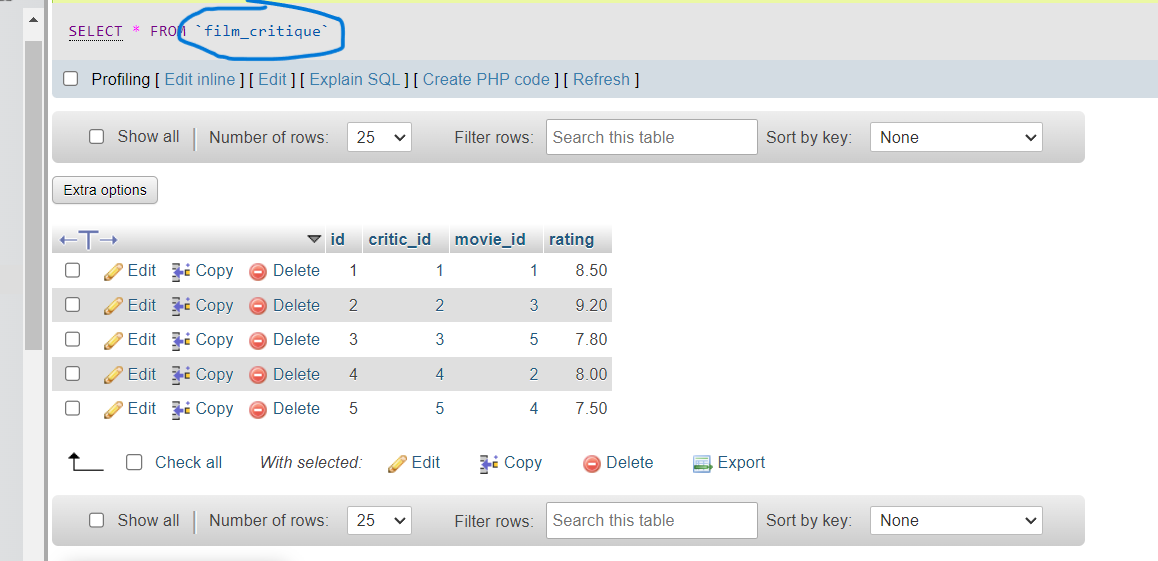 SELECT * FROM `film_critique`
Profiling [ Edit inline ] [ Edit ] [ Explain SQL ] [ Create PHP code ] [ Refresh ]
Show all Number of rows: 25 Filter rows: Search this table Sort by key: None
Extra options
id critic_id movie_id rating
Edit Copy Delete 1 1 1 8.50
Edit Copy Delete 2 2 3 9.20
Edit Copy Delete 3 3 5 7.80
Edit Copy Delete 4 4 2 8.00
Edit Copy Delete 5 5 4 7.50
Check all With selected: Edit Copy Delete Export
Show all Number of rows: 25 Filter rows: Search this table Sort by key: None